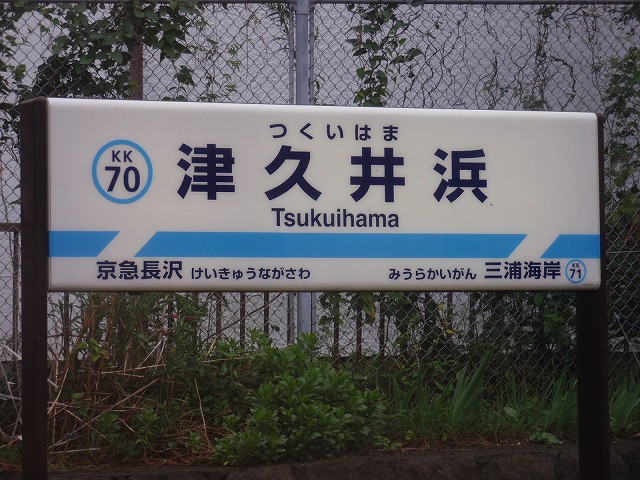 つくいはま
KK
70
津久井浜
Tsukuihama
京急長沢 けいきゅうながさわ
みうらかいがん 三浦海岸
KK
71